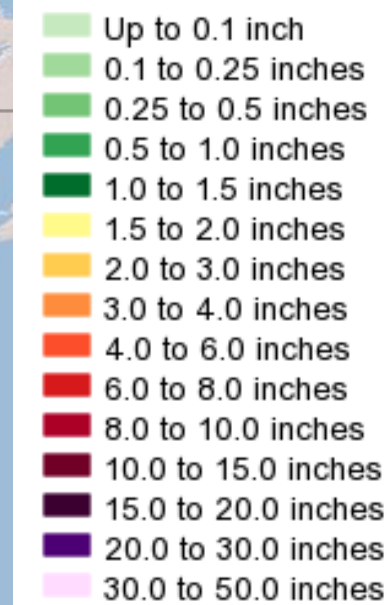 Up to 0.1 inch
0.1 to 0.25 inches
0.25 to 0.5 inches
0.5 to 1.0 inches
1.0 to 1.5 inches
1.5 to 2.0 inches
2.0 to 3.0 inches
3.0 to 4.0 inches
4.0 to 6.0 inches
6.0 to 8.0 inches
8.0 to 10.0 inches
10.0 to 15.0 inches
15.0 to 20.0 inches
20.0 to 30.0 inches
30.0 to 50.0 inches